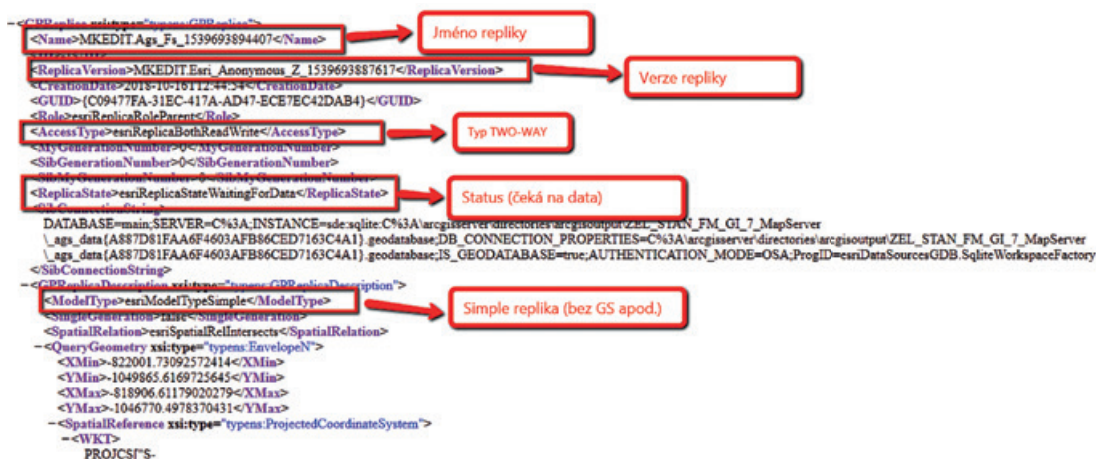 −<GPReplica xsi:type="typens:GPReplica">
<Name>MKEDIT.Ags_Fs_1539693894407</Name>
Jméno repliky
<ReplicaVersion>MKEDIT.Esri_Anonymous_Z_1539693887617</ReplicaVersion>
Verze repliky
<CreationDate>2018-10-16T12:44:54</CreationDate>
<GUID>{C09477FA-31EC-417A-AD47-ECE7EC42DAB4}</GUID>
<Role>esriReplicaRoleParent</Role>
<AccessType>esriReplicaBothReadWrite</AccessType>
Typ TWO-WAY
<MyGenerationNumber>0</MyGenerationNumber>
<SibGenerationNumber>0</SibGenerationNumber>
<SibMyGenerationNumber>0</SibMyGenerationNumber>
<ReplicaState>esriReplicaStateWaitingForData</ReplicaState>
Status (čeká na data)
<SibConnectionString>
DATABASE=main;SERVER=C%3A;INSTANCE=sde:sqlite:C%3A\arcgisserver\directories\arcgisoutput\ZEL_STAN_FM_GI_7_MapServer
\_ags_data{A887D81FAA6F4603AFB86CED7163C4A1}.geodatabase;DB_CONNECTION_PROPERTIES=C%3A\arcgisserver\directories\arcgisoutput\ZEL_STAN_FM_GI_7_MapServer
\_ags_data{A887D81FAA6F4603AFB86CED7163C4A1}.geodatabase;IS_GEODATABASE=true;AUTHENTICATION_MODE=OSA;ProgID=esriDataSourcesGDB.SqliteWorkspaceFactory
</SibConnectionString>
−<GPReplicaDescription xsi:type="typens:GPReplicaDescription">
<ModelType>esriModelTypeSimple</ModelType>
Simple replika (bez GS apod.)
<SingleGeneration>false</SingleGeneration>
<SpatialRelation>esriSpatialRelIntersects</SpatialRelation>
−<QueryGeometry xsi:type="typens:EnvelopeN">
<XMin>-822001.73092572414</XMin>
<YMin>-1049865.6169725645</YMin>
<XMax>-818906.61179020279</XMax>
<YMax>-1046770.4978370431</YMax>
−<SpatialReference xsi:type="typens:ProjectedCoordinateSystem">
−<WKT>
PROJCS["S-